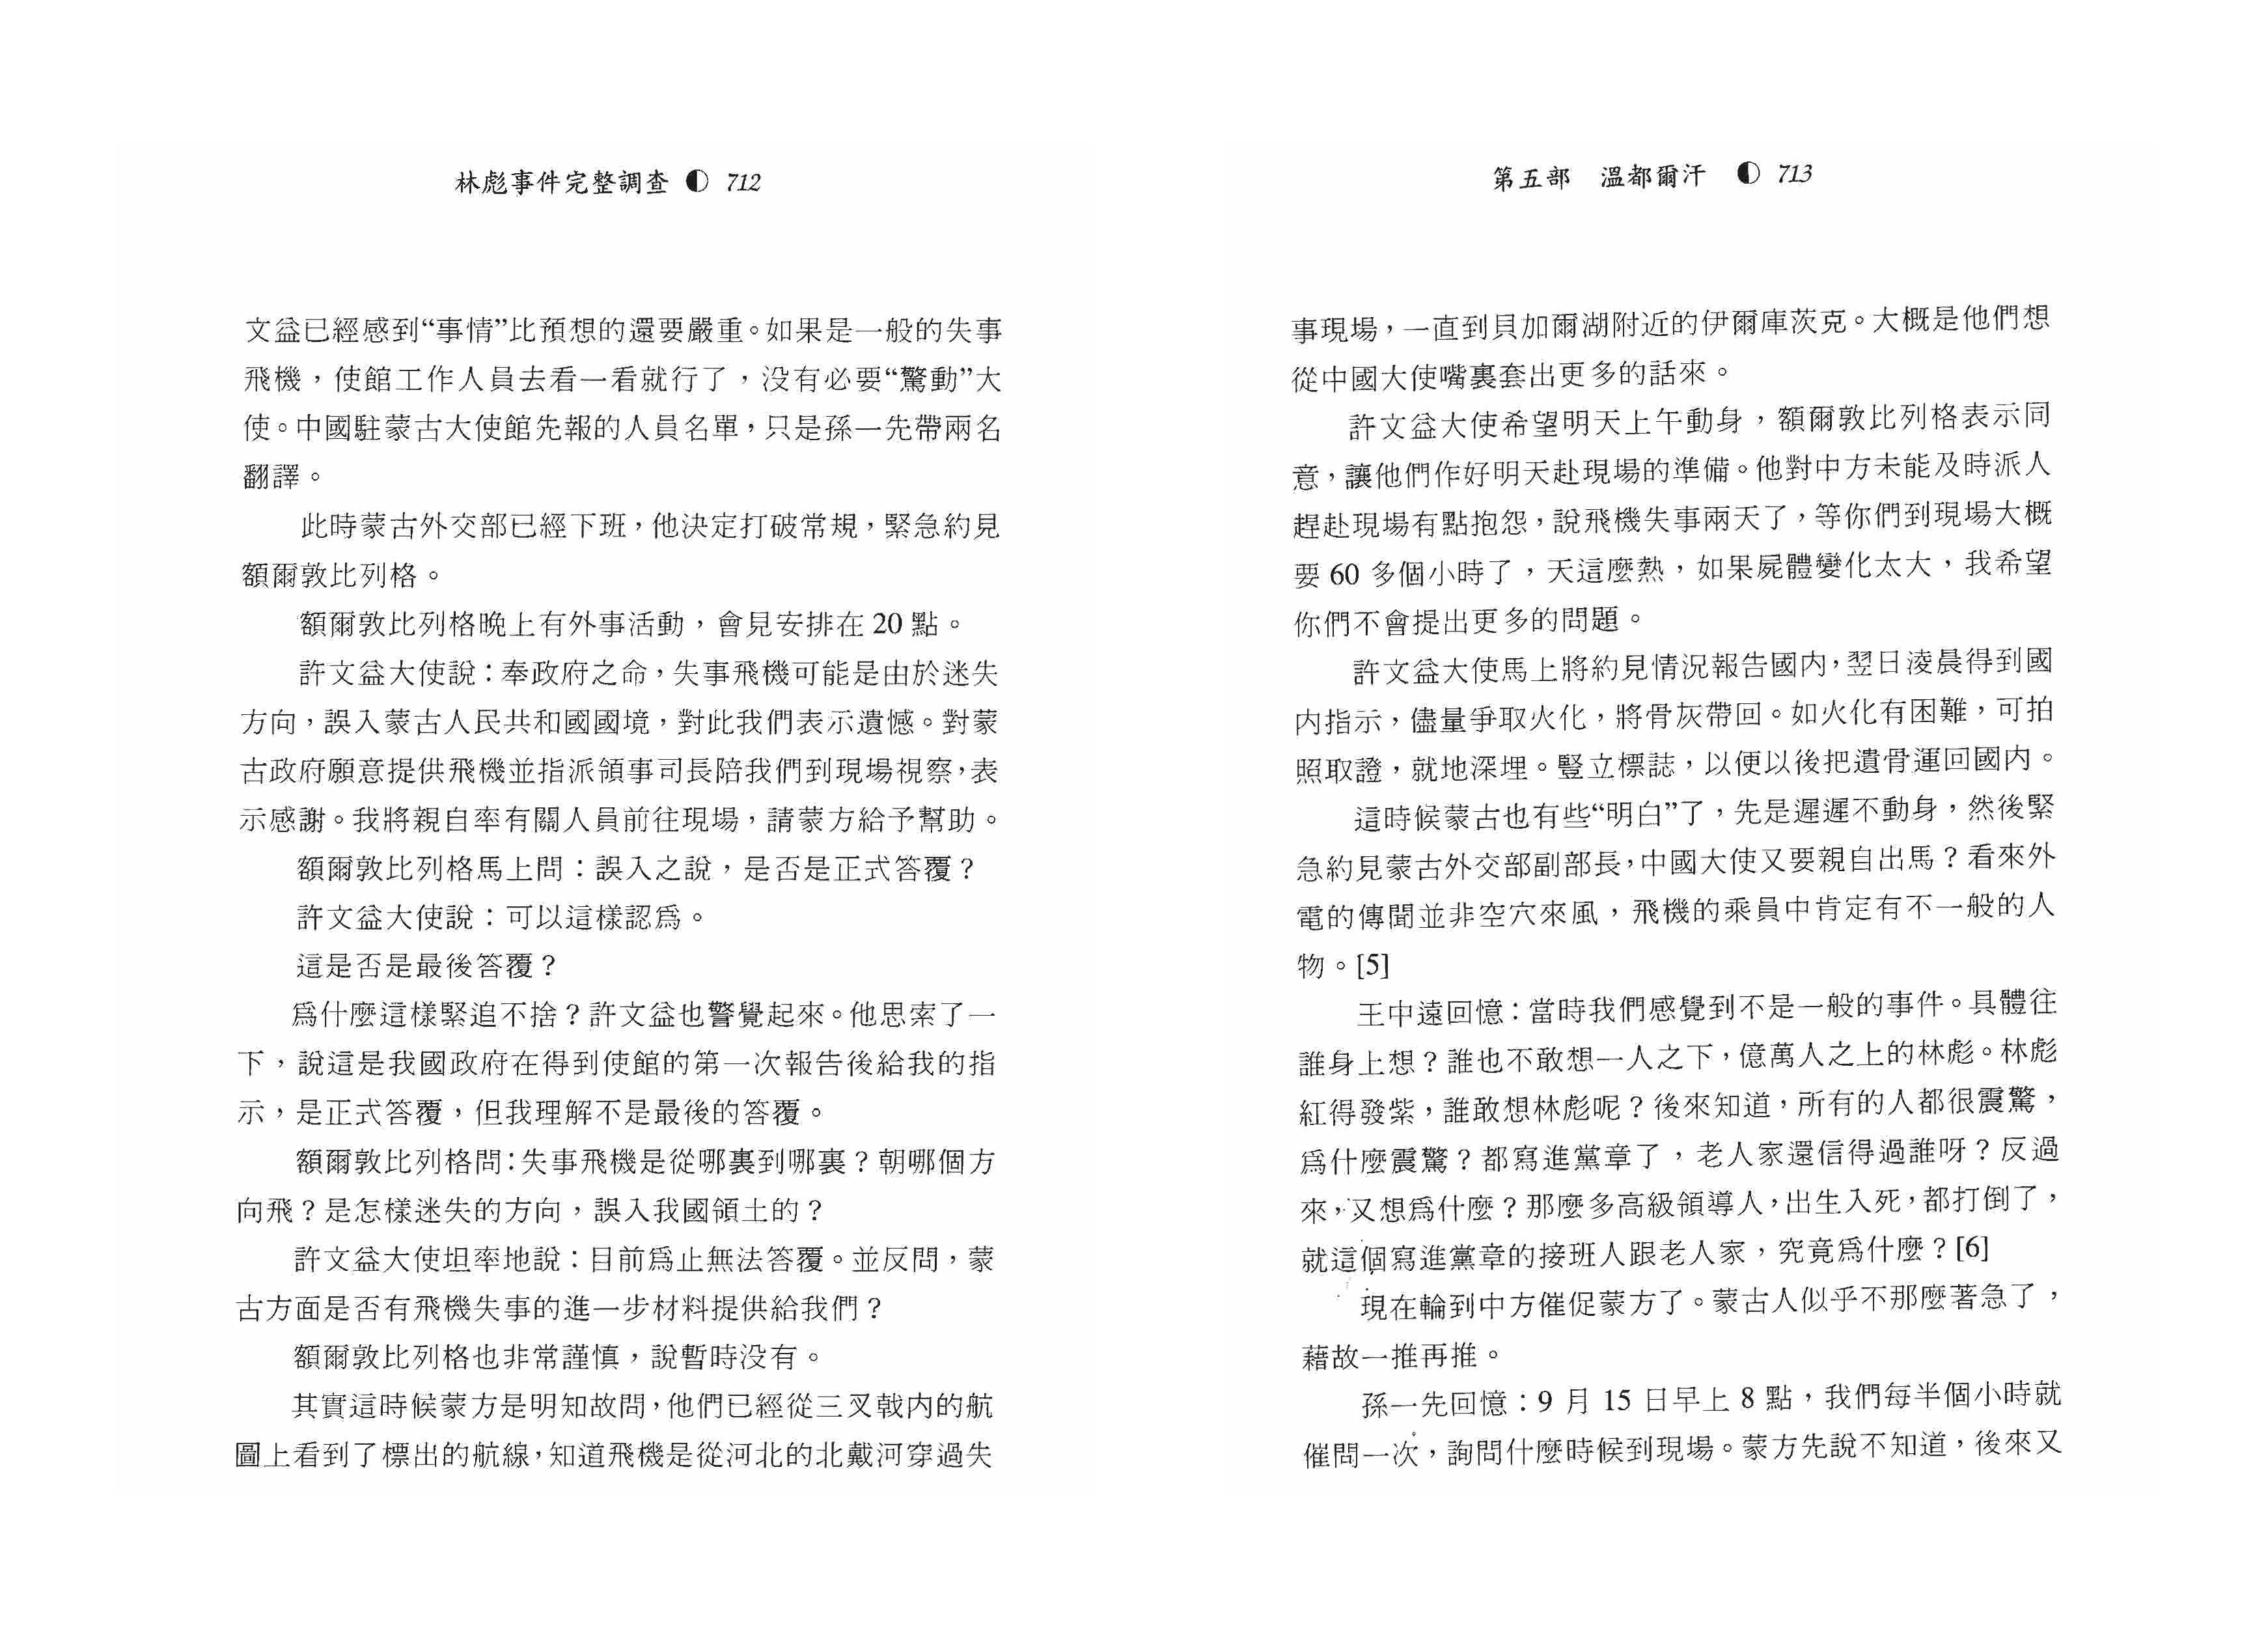 林彪事件完整調查 ◐ 712
文益已經感到“事情”比預想的還要嚴重。如果是一般的失事
飛機，使館工作人員去看一看就行了，没有必要“驚動”大
使。中國駐蒙古大使館先報的人員名單，只是孫一先帶兩名
翻譯。
此時蒙古外交部已經下班，他決定打破常規，緊急約見
額爾敦比列格。
額爾敦比列格晚上有外事活動，會見安排在 20 點。
許文益大使說：奉政府之命，失事飛機可能是由於迷失
方向，誤入蒙古人民共和國國境，對此我們表示遺憾。對蒙
古政府願意提供飛機並指派領事司長陪我們到現場視察，表
示感謝。我將親自率有關人員前往現場，請蒙方給予幫助。
額爾敦比列格馬上問：誤入之說，是否是正式答覆？
許文益大使說：可以這樣認爲。
這是否是最後答覆？
爲什麼這樣緊追不捨？許文益也警覺起來。他思索了一
下，說這是我國政府在得到使館的第一次報告後給我的指
示，是正式答覆，但我理解不是最後的答覆。
額爾敦比列格問：失事飛機是從哪裏到哪裏？朝哪個方
向飛？是怎樣迷失的方向，誤入我國領土的？
許文益大使坦率地說：目前爲止無法答覆。並反問，蒙
古方面是否有飛機失事的進一步材料提供給我們？
額爾敦比列格也非常謹慎，說暫時没有。
其實這時候蒙方是明知故問，他們已經從三叉戟内的航
圖上看到了標出的航線，知道飛機是從河北的北戴河穿過失
第五部 溫都爾汗 ◐ 713
事現場，一直到貝加爾湖附近的伊爾庫茨克。大概是他們想
從中國大使嘴裏套出更多的話來。
許文益大使希望明天上午動身，額爾敦比列格表示同
意，讓他們作好明天赴現場的準備。他對中方未能及時派人
趕赴現場有點抱怨，說飛機失事兩天了，等你們到現場大概
要 60 多個小時了，天這麼熱，如果屍體變化太大，我希望
你們不會提出更多的問題。
許文益大使馬上將約見情況報告國内，翌日淩晨得到國
内指示，儘量爭取火化，將骨灰帶回。如火化有困難，可拍
照取證，就地深埋。豎立標誌，以便以後把遺骨運回國内。
這時候蒙古也有些“明白”了，先是遲遲不動身，然後緊
急約見蒙古外交部副部長，中國大使又要親自出馬？看來外
電的傳聞並非空穴來風，飛機的乘員中肯定有不一般的人
物。[5]
王中遠回憶：當時我們感覺到不是一般的事件。具體往
誰身上想？誰也不敢想一人之下，億萬人之上的林彪。林彪
紅得發紫，誰敢想林彪呢？後來知道，所有的人都很震驚，
爲什麼震驚？都寫進黨章了，老人家還信得過誰呀？反過
來，又想爲什麼？那麼多高級領導人，出生入死，都打倒了，
就這個寫進黨章的接班人跟老人家，究竟爲什麼？[6]
現在輪到中方催促蒙方了。蒙古人似乎不那麼著急了，
藉故一推再推。
孫一先回憶：9 月 15 日早上 8 點，我們每半個小時就
催問一次，詢問什麼時候到現場。蒙方先說不知道，後來又